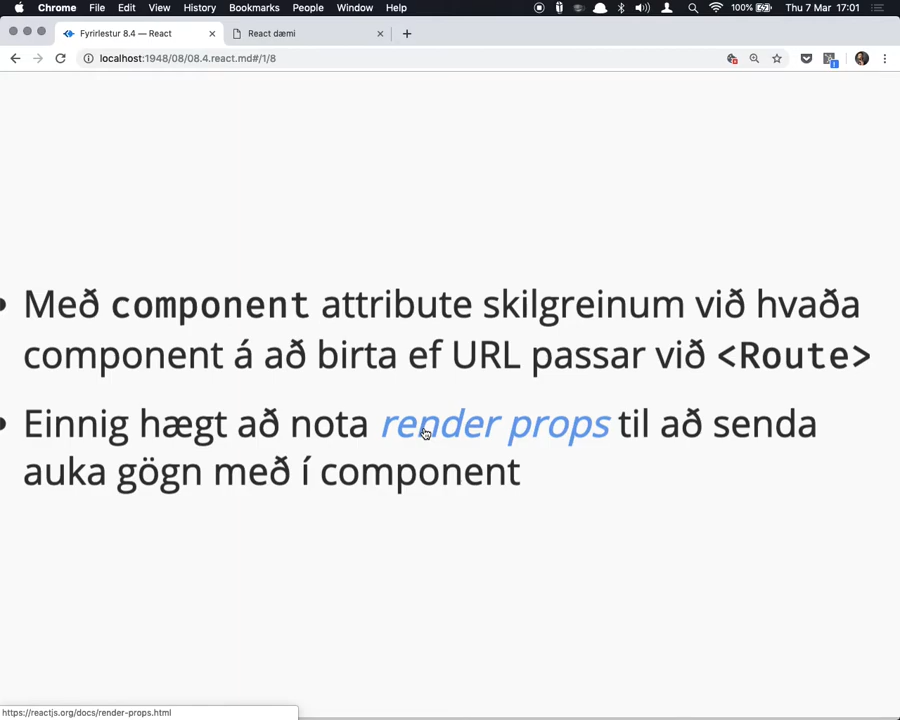 Chrome File Edit View History Bookmarks People Window Help 100% Thu 7 Mar 17:01
Fyrirlestur 8.4 — React React dæmi
localhost:1948/08/08.4.react.md#/1/8
• Með component attribute skilgreinum við hvaða
component á að birta ef URL passar við <Route>
• Einnig hægt að nota render props til að senda
auka gögn með í component
https://reactjs.org/docs/render-props.html